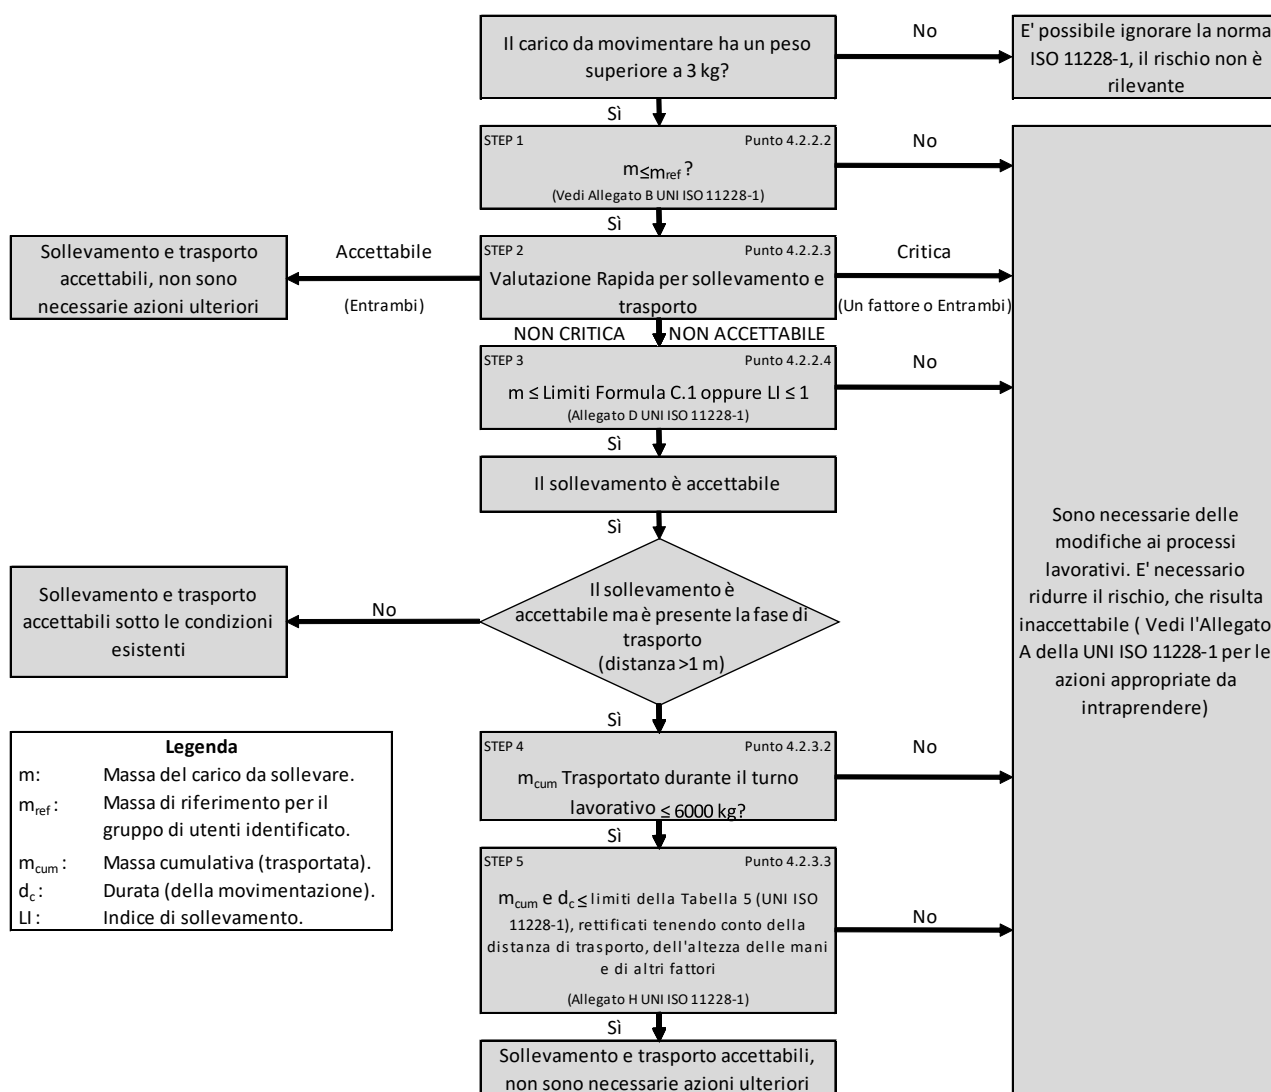 Il carico da movimentare ha un peso
superiore a 3 kg?
No
E' possibile ignorare la norma
ISO 11228-1, il rischio non è
rilevante
Sì
STEP 1 Punto 4.2.2.2
m≤mref ?
(Vedi Allegato B UNI ISO 11228-1)
No
Sì
Sollevamento e trasporto
accettabili, non sono
necessarie azioni ulteriori
Accettabile
(Entrambi)
STEP 2 Punto 4.2.2.3
Valutazione Rapida per sollevamento e
trasporto
Critica
(Un fattore o Entrambi)
NON CRITICA NON ACCETTABILE
STEP 3 Punto 4.2.2.4
m ≤ Limiti Formula C.1 oppure LI ≤ 1
(Allegato D UNI ISO 11228-1)
No
Sì
Il sollevamento è accettabile
Sì
Il sollevamento è
accettabile ma è presente la fase di
trasporto
(distanza >1 m)
No
Sollevamento e trasporto
accettabili sotto le condizioni
esistenti
Sono necessarie delle
modifiche ai processi
lavorativi. E' necessario
ridurre il rischio, che risulta
inaccettabile ( Vedi l'Allegato
A della UNI ISO 11228-1 per le
azioni appropriate da
intraprendere)
Sì
STEP 4 Punto 4.2.3.2
mcum Trasportato durante il turno
lavorativo ≤ 6000 kg?
No
Sì
STEP 5 Punto 4.2.3.3
mcum e dc ≤ limiti della Tabella 5 (UNI ISO
11228-1), rettificati tenendo conto della
distanza di trasporto, dell'altezza delle mani
e di altri fattori
(Allegato H UNI ISO 11228-1)
No
Sì
Sollevamento e trasporto accettabili,
non sono necessarie azioni ulteriori
Legenda
m: Massa del carico da sollevare.
mref : Massa di riferimento per il
gruppo di utenti identificato.
mcum : Massa cumulativa (trasportata).
dc : Durata (della movimentazione).
LI : Indice di sollevamento.